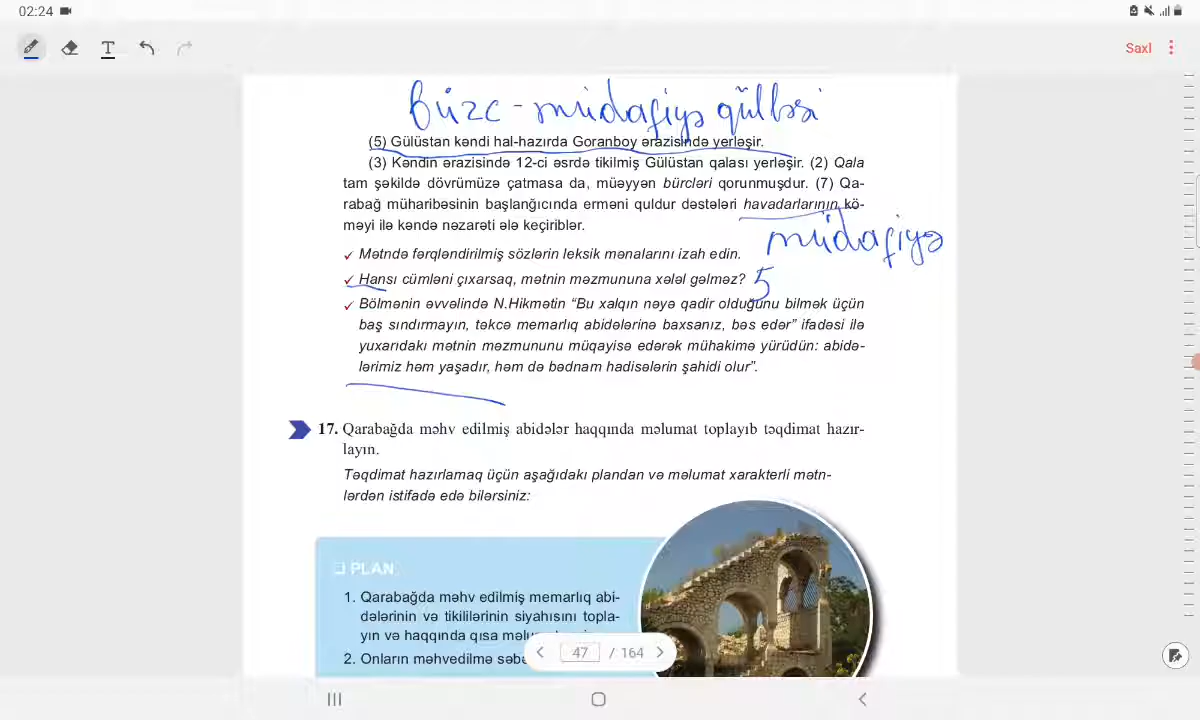 02:24
Saxl
bürc - müdafiyə qülləsi
(5) Gülüstan kəndi hal-hazırda Goranboy ərazisində yerləşir.
(3) Kəndin ərazisində 12-ci əsrdə tikilmiş Gülüstan qalası yerləşir. (2) Qala
tam şəkildə dövrümüzə çatmasa da, müəyyən bürcləri qorunmuşdur. (7) Qa-
rabağ müharibəsinin başlanğıcında erməni quldur dəstələri havadarlarının kö-
məyi ilə kəndə nəzarəti ələ keçiriblər.
müdafiyə
✓ Mətndə fərqləndirilmiş sözlərin leksik mənalarını izah edin.
✓ Hansı cümləni çıxarsaq, mətnin məzmununa xələl gəlməz? 5
✓ Bölmənin əvvəlində N.Hikmətin “Bu xalqın nəyə qadir olduğunu bilmək üçün
baş sındırmayın, təkcə memarlıq abidələrinə baxsanız, bəs edər” ifadəsi ilə
yuxarıdakı mətnin məzmununu müqayisə edərək mühakimə yürüdün: abidə-
lərimiz həm yaşadır, həm də bədnam hadisələrin şahidi olur”.
17. Qarabağda məhv edilmiş abidələr haqqında məlumat toplayıb təqdimat hazır-
layın.
Təqdimat hazırlamaq üçün aşağıdakı plandan və məlumat xarakterli mətn-
lərdən istifadə edə bilərsiniz:
PLAN
1. Qarabağda məhv edilmiş memarlıq abi-
dələrinin və tikililərinin siyahısını topla-
yın və haqqında qısa
2. Onların məhvedilmə
47 / 164